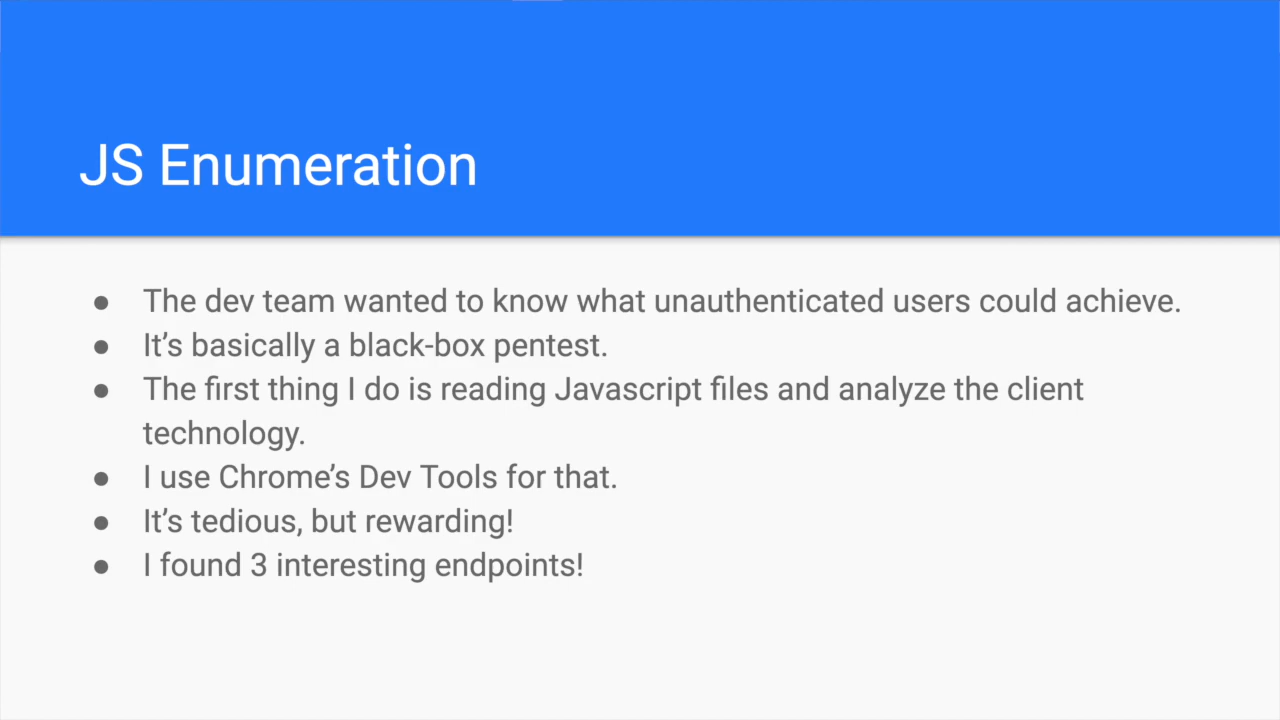 JS Enumeration
● The dev team wanted to know what unauthenticated users could achieve.
● It’s basically a black-box pentest.
● The first thing I do is reading Javascript files and analyze the client
technology.
● I use Chrome’s Dev Tools for that.
● It’s tedious, but rewarding!
● I found 3 interesting endpoints!